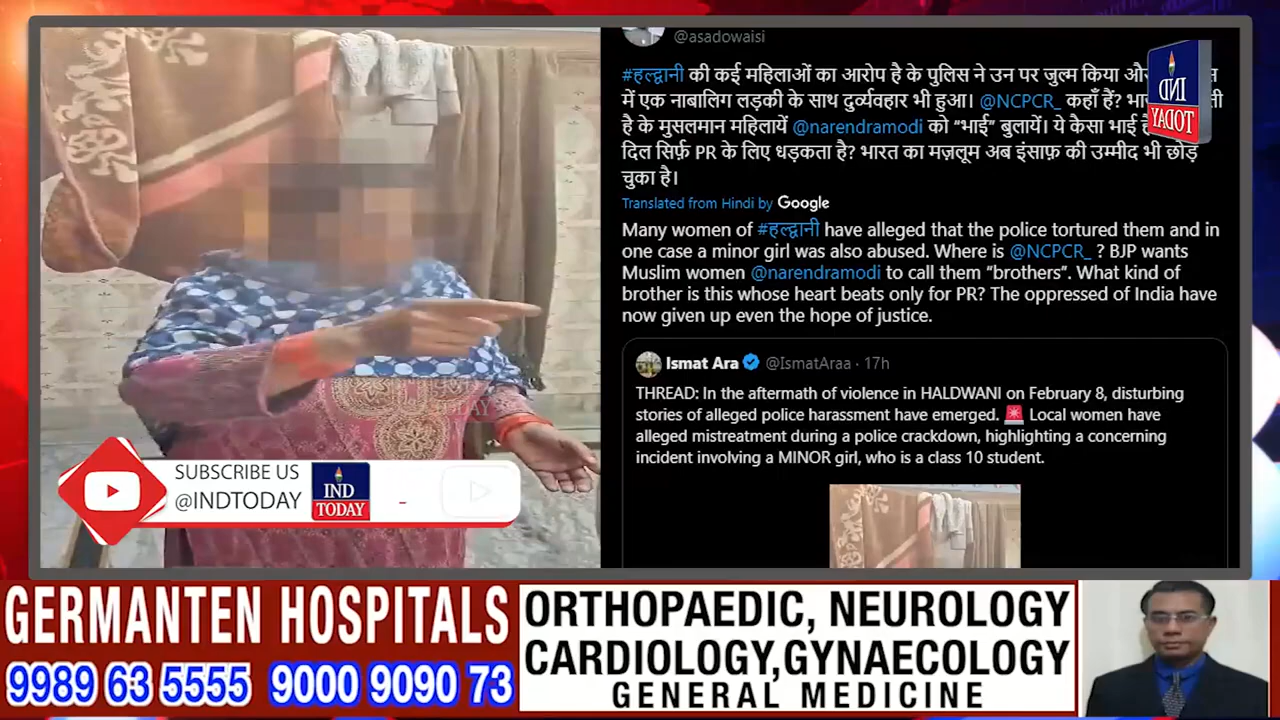 @asadowaisi
#हल्द्वानी की कई महिलाओं का आरोप है के पुलिस ने उन पर जुल्म किया और
में एक नाबालिग लड़की के साथ दुर्व्यवहार भी हुआ। @NCPCR_ कहाँ हैं?
है के मुसलमान महिलायें @narendramodi को “भाई” बुलायें। ये कैसा भाई
दिल सिर्फ़ PR के लिए धड़कता है? भारत का मज़लूम अब इंसाफ़ की उम्मीद भी छोड़
चुका है।
Translated from Hindi by Google
Many women of #हल्द्वानी have alleged that the police tortured them and in
one case a minor girl was also abused. Where is @NCPCR_ ? BJP wants
Muslim women @narendramodi to call them “brothers”. What kind of
brother is this whose heart beats only for PR? The oppressed of India have
now given up even the hope of justice.
Ismat Ara @IsmatAraa · 17h
THREAD: In the aftermath of violence in HALDWANI on February 8, disturbing
stories of alleged police harassment have emerged. 🚨 Local women have
alleged mistreatment during a police crackdown, highlighting a concerning
incident involving a MINOR girl, who is a class 10 student.
IND
TODAY
TODAY
SUBSCRIBE US
@INDTODAY
IND
TODAY
GERMANTEN HOSPITALS
9989 63 5555 9000 9090 73
ORTHOPAEDIC, NEUROLOGY
CARDIOLOGY,GYNAECOLOGY
GENERAL MEDICINE